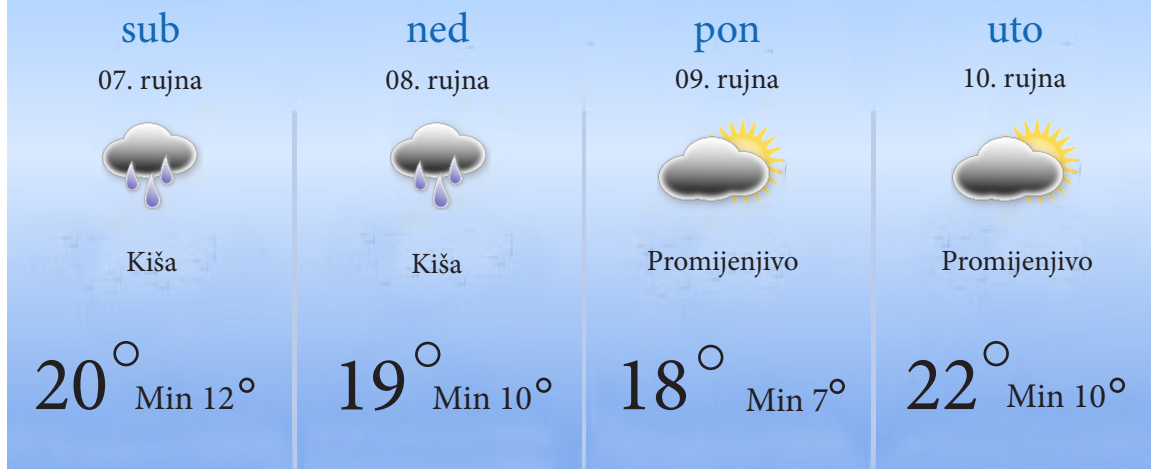 sub
07. rujna
Kiša
20° Min 12°
ned
08. rujna
Kiša
19° Min 10°
pon
09. rujna
Promijenjivo
18° Min 7°
uto
10. rujna
Promijenjivo
22° Min 10°